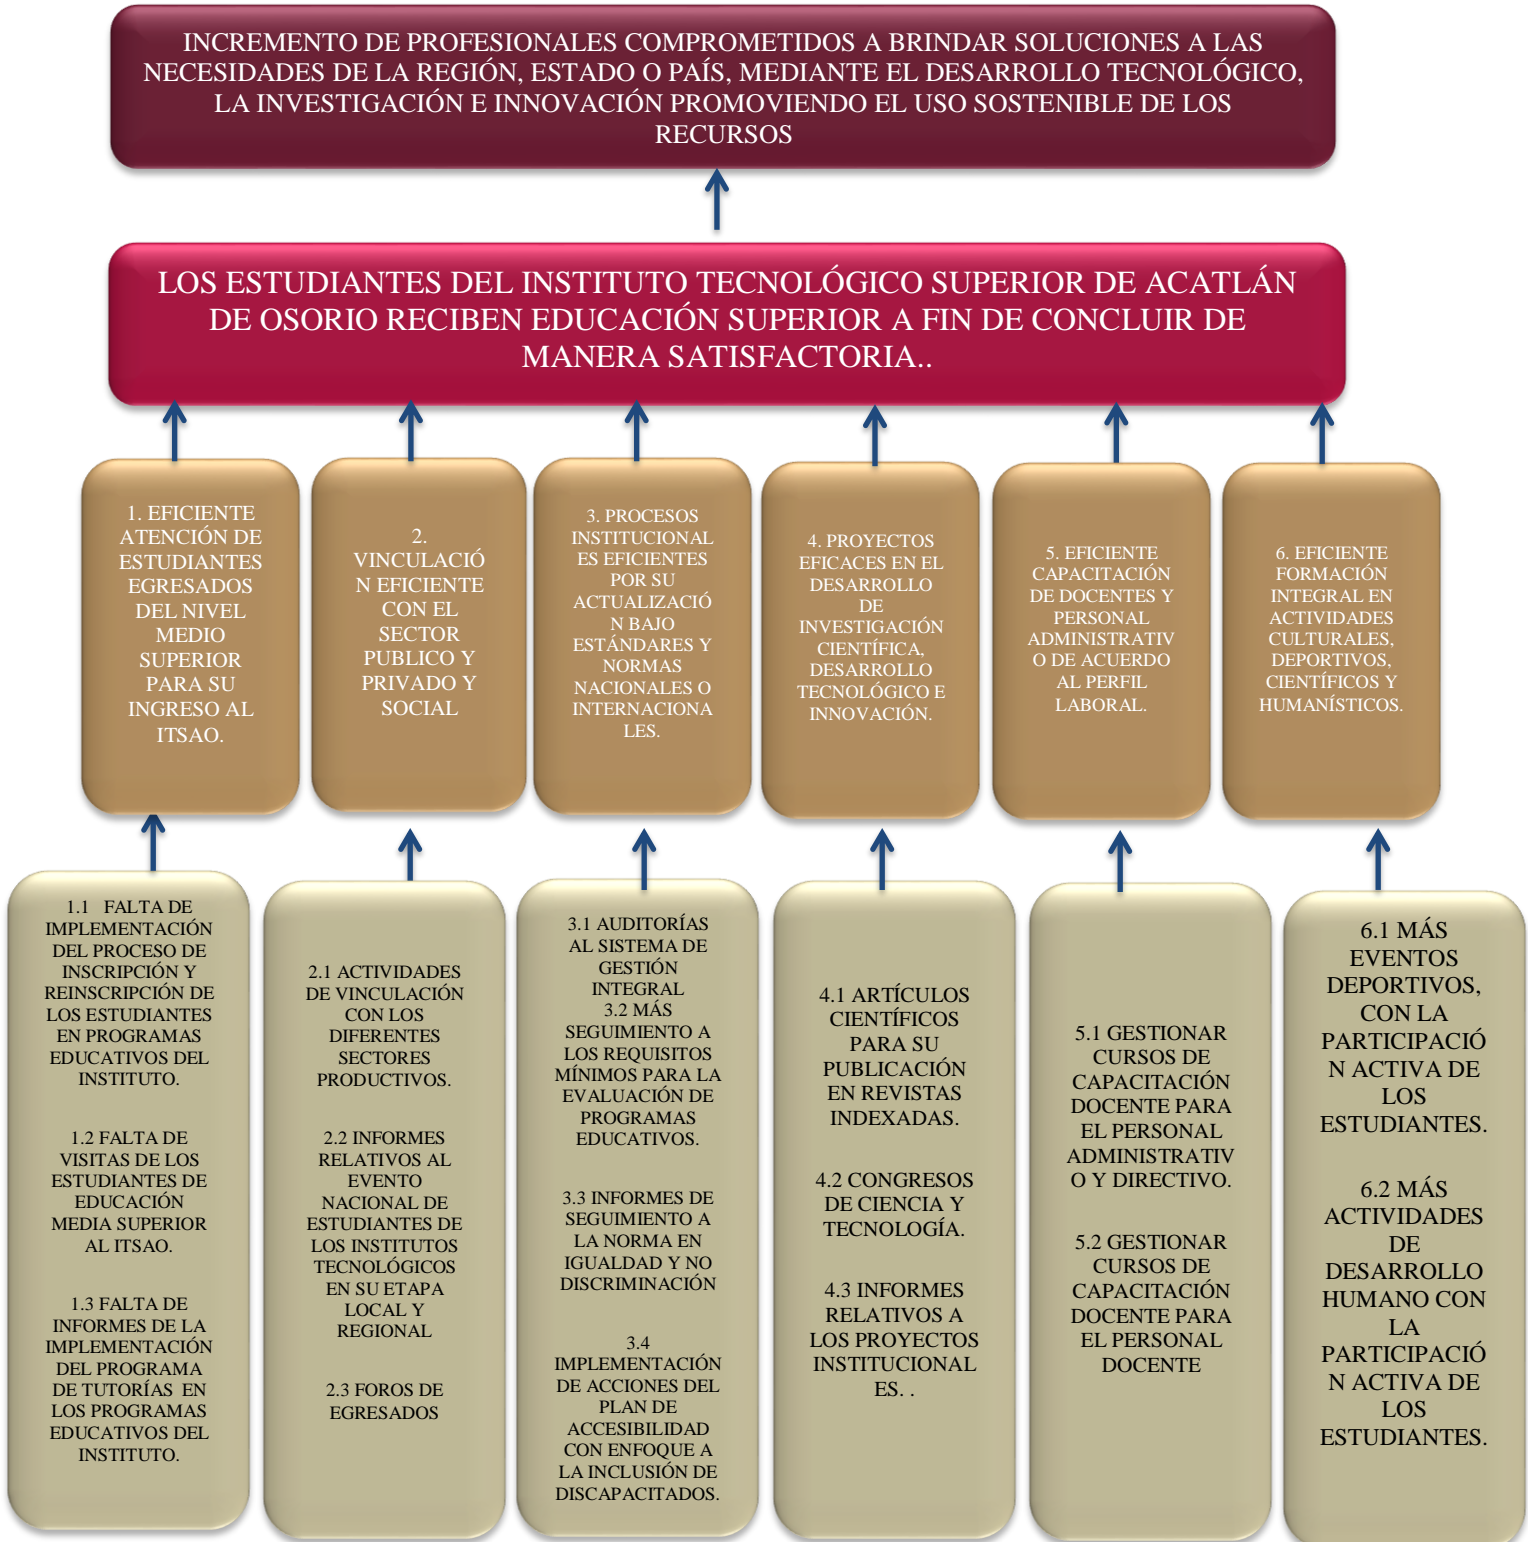 INCREMENTO DE PROFESIONALES COMPROMETIDOS A BRINDAR SOLUCIONES A LAS
NECESIDADES DE LA REGIÓN, ESTADO O PAÍS, MEDIANTE EL DESARROLLO TECNOLÓGICO,
LA INVESTIGACIÓN E INNOVACIÓN PROMOVIENDO EL USO SOSTENIBLE DE LOS
RECURSOS
LOS ESTUDIANTES DEL INSTITUTO TECNOLÓGICO SUPERIOR DE ACATLÁN
DE OSORIO RECIBEN EDUCACIÓN SUPERIOR A FIN DE CONCLUIR DE
MANERA SATISFACTORIA..
1. EFICIENTE
ATENCIÓN DE
ESTUDIANTES
EGRESADOS
DEL NIVEL
MEDIO
SUPERIOR
PARA SU
INGRESO AL
ITSAO.
2.
VINCULACIÓ
N EFICIENTE
CON EL
SECTOR
PUBLICO Y
PRIVADO Y
SOCIAL
3. PROCESOS
INSTITUCIONAL
ES EFICIENTES
POR SU
ACTUALIZACIÓ
N BAJO
ESTÁNDARES Y
NORMAS
NACIONALES O
INTERNACIONA
LES.
4. PROYECTOS
EFICACES EN EL
DESARROLLO
DE
INVESTIGACIÓN
CIENTÍFICA,
DESARROLLO
TECNOLÓGICO E
INNOVACIÓN.
5. EFICIENTE
CAPACITACIÓN
DE DOCENTES Y
PERSONAL
ADMINISTRATIV
O DE ACUERDO
AL PERFIL
LABORAL.
6. EFICIENTE
FORMACIÓN
INTEGRAL EN
ACTIVIDADES
CULTURALES,
DEPORTIVOS,
CIENTÍFICOS Y
HUMANÍSTICOS.
1.1 FALTA DE
IMPLEMENTACIÓN
DEL PROCESO DE
INSCRIPCIÓN Y
REINSCRIPCIÓN DE
LOS ESTUDIANTES
EN PROGRAMAS
EDUCATIVOS DEL
INSTITUTO.
1.2 FALTA DE
VISITAS DE LOS
ESTUDIANTES DE
EDUCACIÓN
MEDIA SUPERIOR
AL ITSAO.
1.3 FALTA DE
INFORMES DE LA
IMPLEMENTACIÓN
DEL PROGRAMA
DE TUTORÍAS EN
LOS PROGRAMAS
EDUCATIVOS DEL
INSTITUTO.
2.1 ACTIVIDADES
DE VINCULACIÓN
CON LOS
DIFERENTES
SECTORES
PRODUCTIVOS.
2.2 INFORMES
RELATIVOS AL
EVENTO
NACIONAL DE
ESTUDIANTES DE
LOS INSTITUTOS
TECNOLÓGICOS
EN SU ETAPA
LOCAL Y
REGIONAL
2.3 FOROS DE
EGRESADOS
3.1 AUDITORÍAS
AL SISTEMA DE
GESTIÓN
INTEGRAL
3.2 MÁS
SEGUIMIENTO A
LOS REQUISITOS
MÍNIMOS PARA LA
EVALUACIÓN DE
PROGRAMAS
EDUCATIVOS.
3.3 INFORMES DE
SEGUIMIENTO A
LA NORMA EN
IGUALDAD Y NO
DISCRIMINACIÓN
3.4
IMPLEMENTACIÓN
DE ACCIONES DEL
PLAN DE
ACCESIBILIDAD
CON ENFOQUE A
LA INCLUSIÓN DE
DISCAPACITADOS.
4.1 ARTÍCULOS
CIENTÍFICOS
PARA SU
PUBLICACIÓN
EN REVISTAS
INDEXADAS.
4.2 CONGRESOS
DE CIENCIA Y
TECNOLOGÍA.
4.3 INFORMES
RELATIVOS A
LOS PROYECTOS
INSTITUCIONAL
ES. .
5.1 GESTIONAR
CURSOS DE
CAPACITACIÓN
DOCENTE PARA
EL PERSONAL
ADMINISTRATIV
O Y DIRECTIVO.
5.2 GESTIONAR
CURSOS DE
CAPACITACIÓN
DOCENTE PARA
EL PERSONAL
DOCENTE
6.1 MÁS
EVENTOS
DEPORTIVOS,
CON LA
PARTICIPACIÓ
N ACTIVA DE
LOS
ESTUDIANTES.
6.2 MÁS
ACTIVIDADES
DE
DESARROLLO
HUMANO CON
LA
PARTICIPACIÓ
N ACTIVA DE
LOS
ESTUDIANTES.